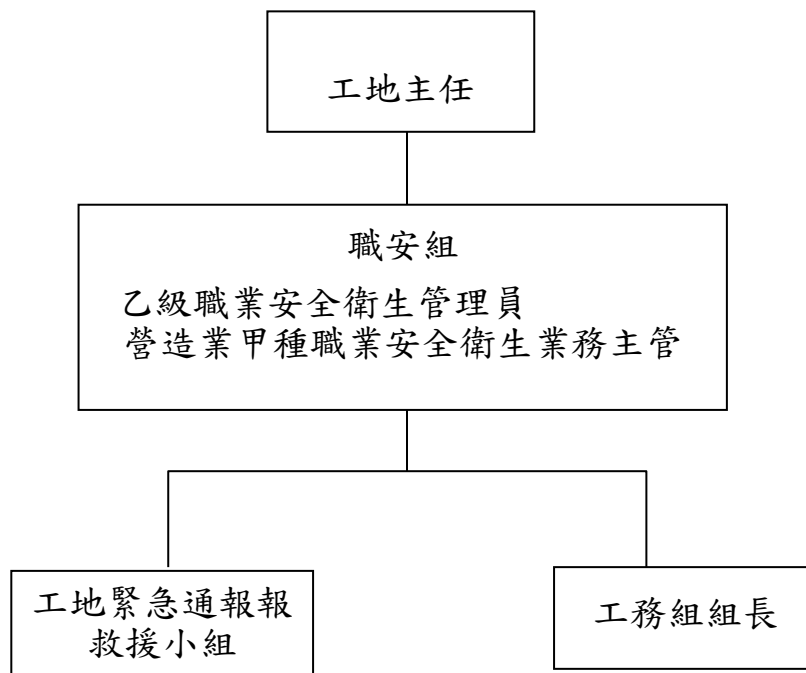 工地主任
職安組
乙級職業安全衛生管理員
營造業甲種職業安全衛生業務主管
工地緊急通報報
救援小組
工務組組長